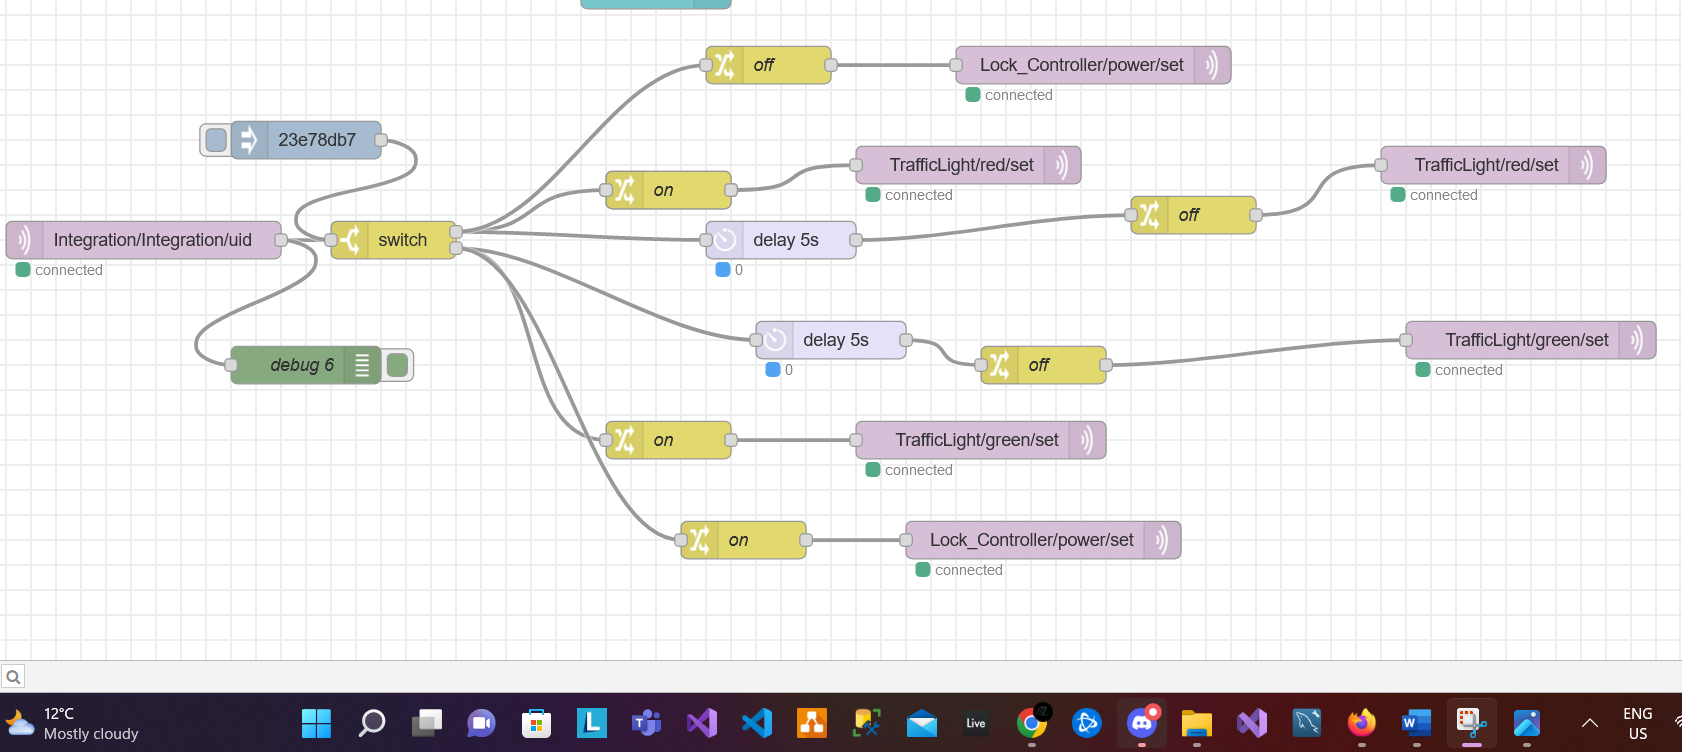 off
Lock_Controller/power/set
connected
23e78db7
TrafficLight/red/set
connected
TrafficLight/red/set
connected
on
off
Integration/Integration/uid
connected
switch
delay 5s
0
delay 5s
0
TrafficLight/green/set
connected
debug 6
off
on
TrafficLight/green/set
connected
on
Lock_Controller/power/set
connected
12°C
Mostly cloudy
L
Live
W
ENG
US